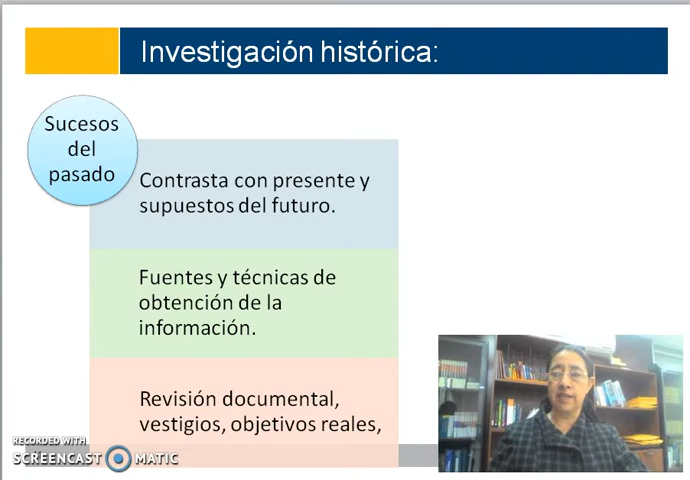 Investigación histórica:
Sucesos
del
pasado
Contrasta con presente y
supuestos del futuro.
Fuentes y técnicas de
obtención de la
información.
Revisión documental,
vestigios, objetivos reales,
RECORDED WITH
SCREENCAST MATIC